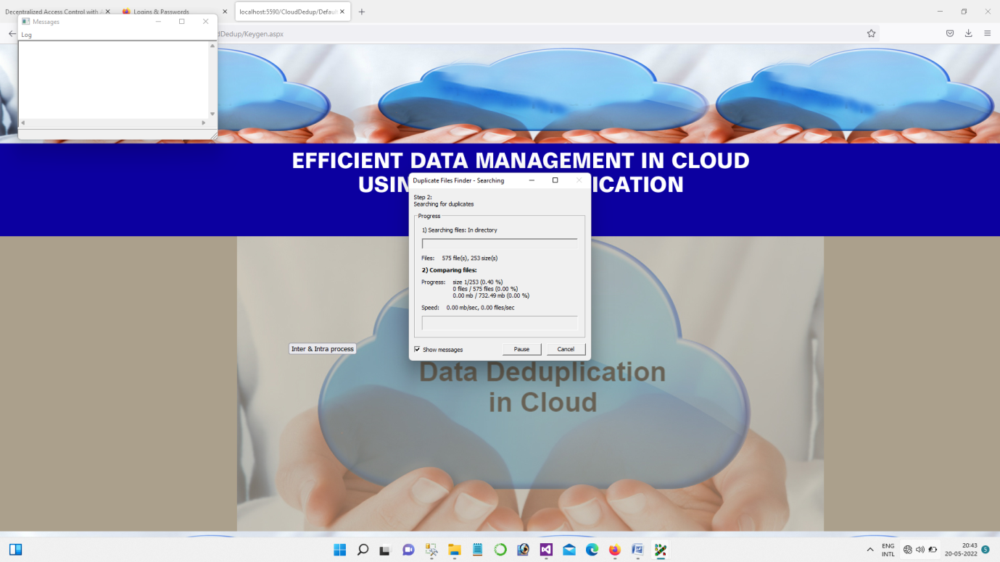 Decentralized Access Control with A
Logins & Passwords
localhost:5590/CloudDedup/Defaul
Messages
Log
dDedup/Keygen.aspx
EFFICIENT DATA MANAGEMENT IN CLOUD
USIN
ICATION
Duplicate Files Finder - Searching
Step 2:
Searching for duplicates
Progress
1) Searching files: In directory
Files: 575 file(s), 253 size(s)
2) Comparing files:
Progress: size 1/253 (0.40 %)
0 files / 575 files (0.00 %)
0.00 mb / 732.49 mb (0.00 %)
Speed: 0.00 mb/sec, 0.00 files/sec
Show messages
Pause
Cancel
Inter & Intra process
Data Deduplication
in Cloud
ENG
INTL
20:43
20-05-2022
5